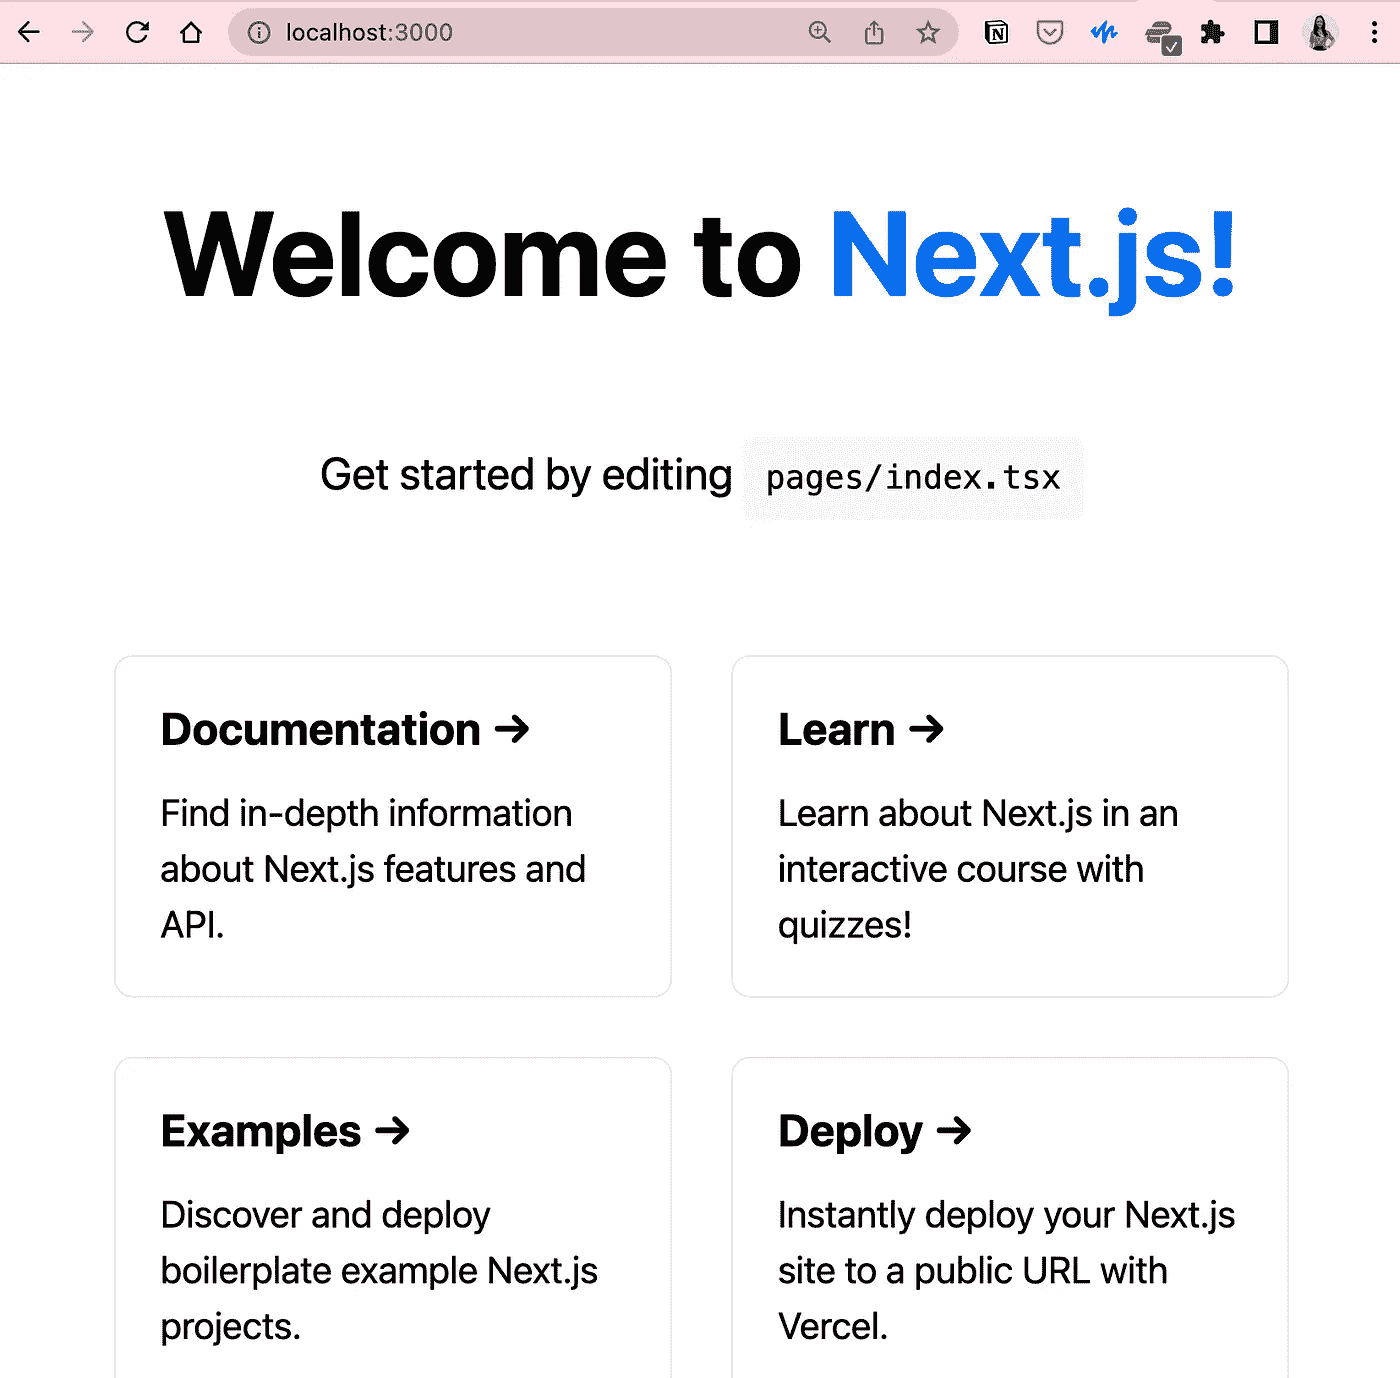 localhost:3000
Welcome to Next.js!
Get started by editing pages/index.tsx
Documentation →
Find in-depth information
about Next.js features and
API.
Learn →
Learn about Next.js in an
interactive course with
quizzes!
Examples →
Discover and deploy
boilerplate example Next.js
projects.
Deploy →
Instantly deploy your Next.js
site to a public URL with
Vercel.